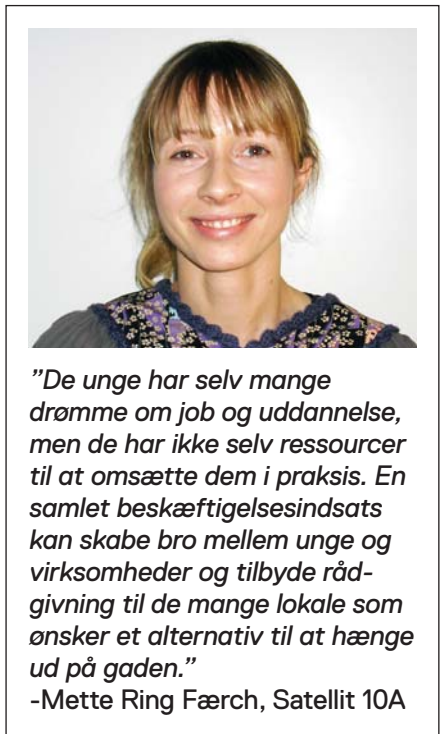 ”De unge har selv mange
drømme om job og uddannelse,
men de har ikke selv ressourcer
til at omsætte dem i praksis. En
samlet beskæftigelsesindsats
kan skabe bro mellem unge og
virksomheder og tilbyde råd-
givning til de mange lokale som
ønsker et alternativ til at hænge
ud på gaden.”
-Mette Ring Færch, Satellit 10A